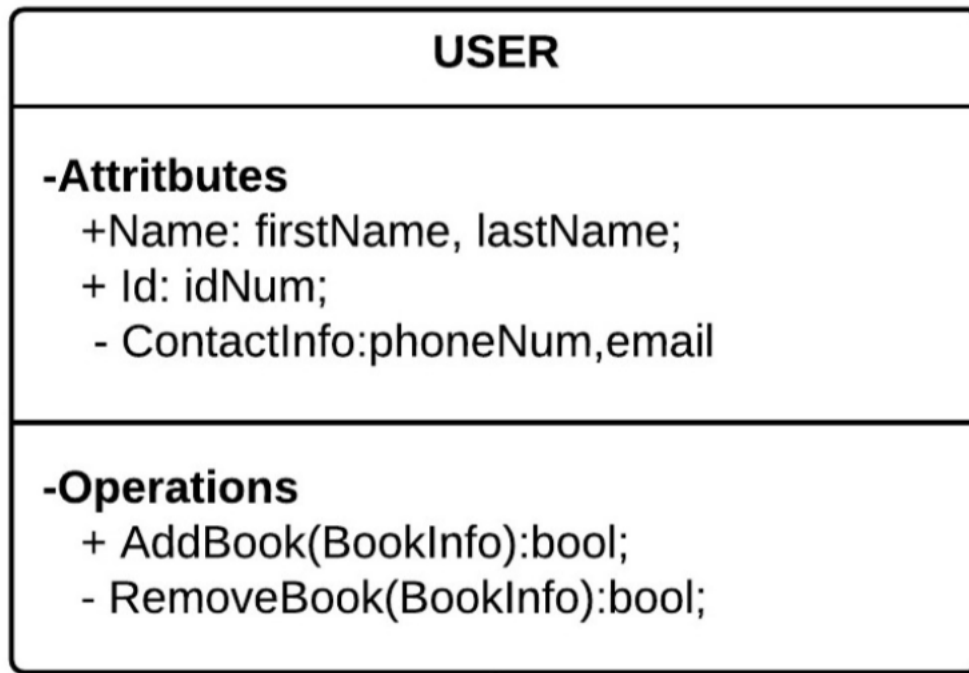 USER
-Attritbutes
+Name: firstName, lastName;
+ Id: idNum;
- ContactInfo:phoneNum,email
-Operations
+ AddBook(BookInfo):bool;
- RemoveBook(BookInfo):bool;